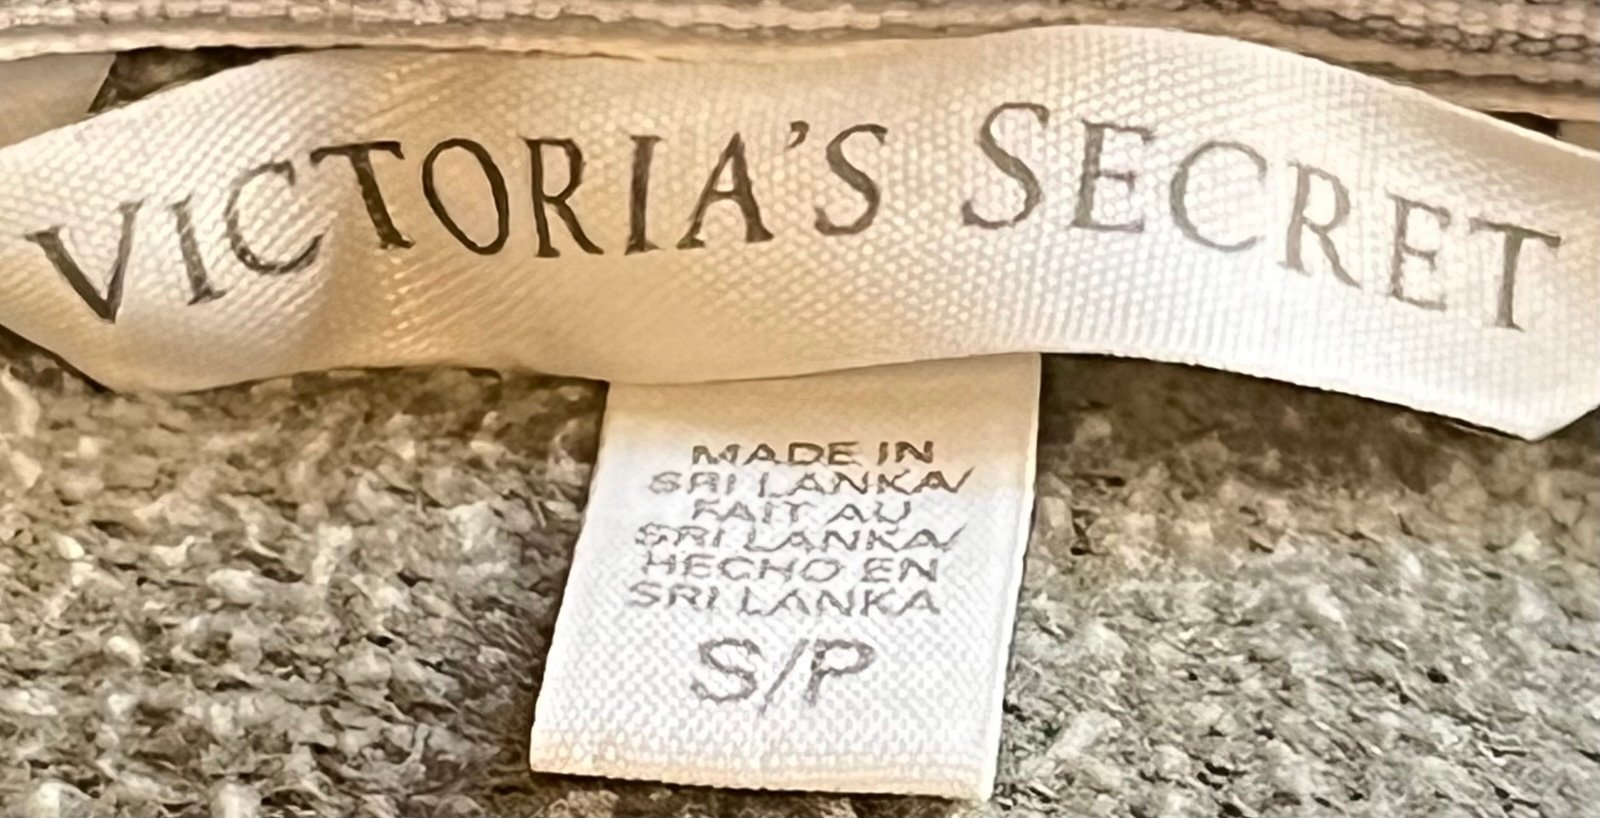 VICTORIA'S SECRET
MADE IN
SRI LANKA/
FAIT AU
SRI LANKA/
HECHO EN
SRI LANKA
S/P